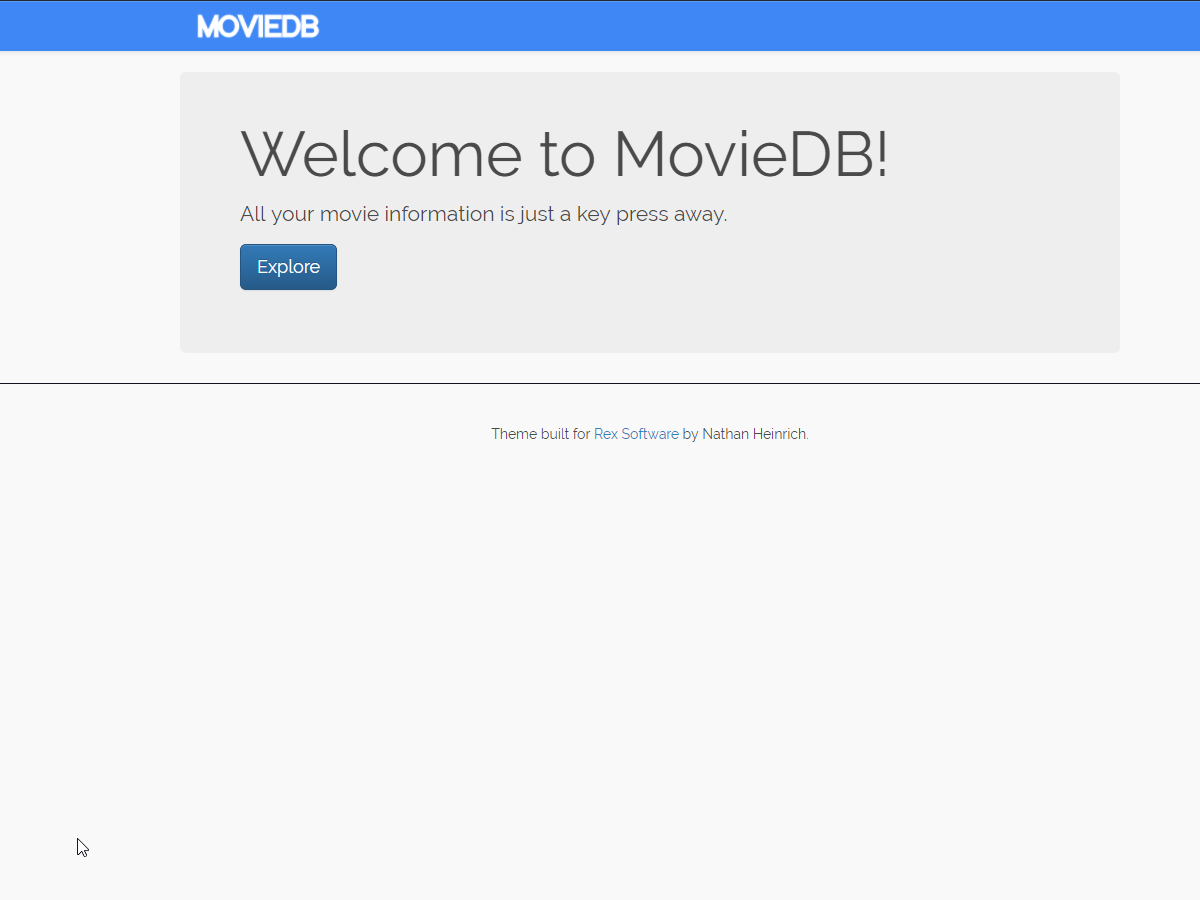 MOVIEDB
Welcome to MovieDB!
All your movie information is just a key press away.
Explore
Theme built for Rex Software by Nathan Heinrich.